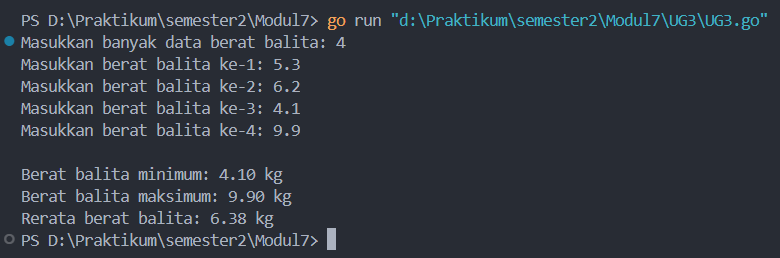 PS D:\Praktikum\semester2\Modul7> go run "d:\Praktikum\semester2\Modul7\UG3\UG3.go"
Masukkan banyak data berat balita: 4
Masukkan berat balita ke-1: 5.3
Masukkan berat balita ke-2: 6.2
Masukkan berat balita ke-3: 4.1
Masukkan berat balita ke-4: 9.9
Berat balita minimum: 4.10 kg
Berat balita maksimum: 9.90 kg
Rerata berat balita: 6.38 kg
PS D:\Praktikum\semester2\Modul7>